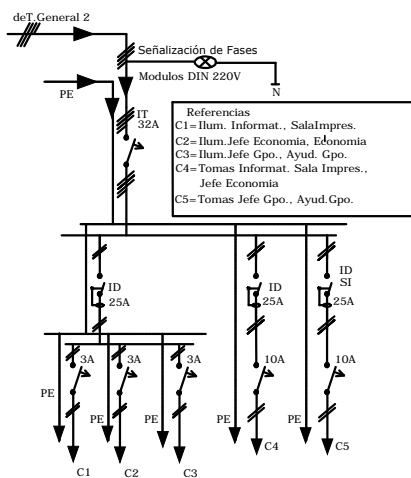 deT.General 2
Señalización de Fases
Modulos DIN 220V
N
PE
IT
32A
Referencias
C1=Ilum. Informat., SalaImpres.
C2=Ilum.Jefe Economia, Economia
C3=Ilum.Jefe Gpo., Ayud. Gpo.
C4=Tomas Informat. Sala Impres.,
Jefe Economia
C5=Tomas Jefe Gpo., Ayud.Gpo.
ID
25A
ID
25A
ID
SI
25A
3A
3A
3A
10A
10A
PE
PE
PE
PE
PE
C1
C2
C3
C4
C5